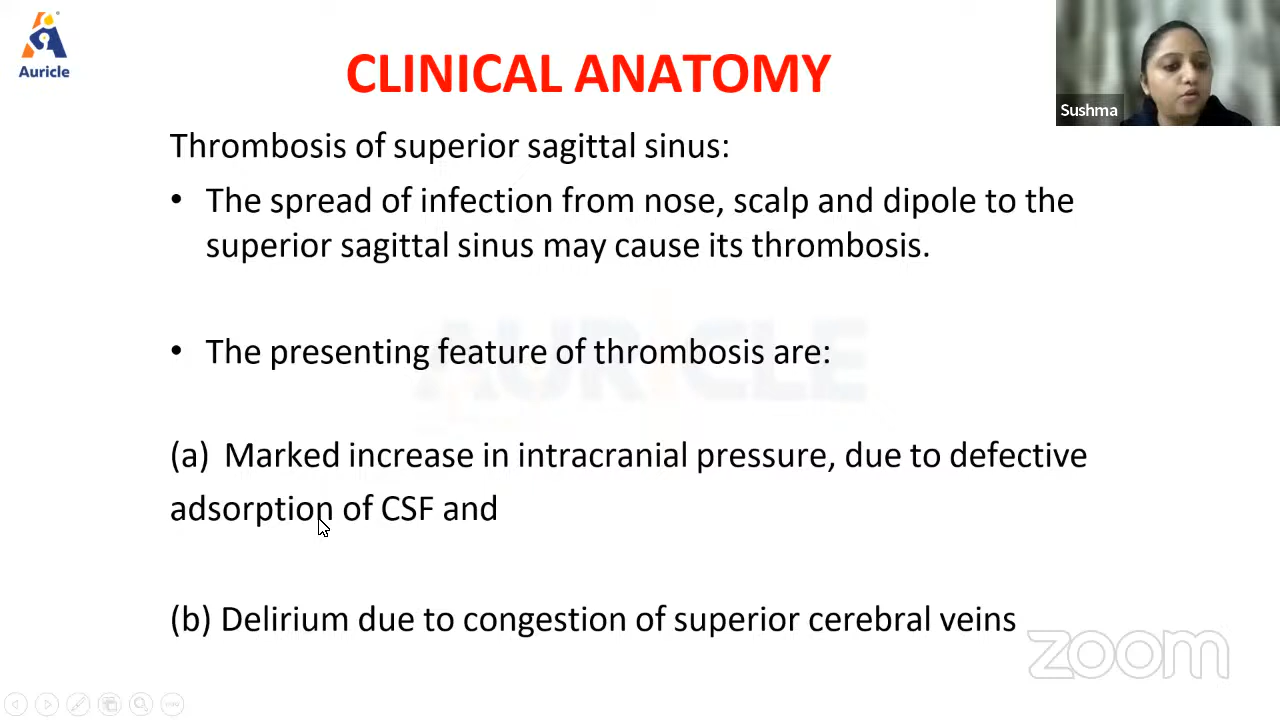 Auricle
CLINICAL ANATOMY
Sushma
Thrombosis of superior sagittal sinus:
• The spread of infection from nose, scalp and dipole to the
superior sagittal sinus may cause its thrombosis.
AURICLE
• The presenting feature of thrombosis are:
(a) Marked increase in intracranial pressure, due to defective
adsorption of CSF and
(b) Delirium due to congestion of superior cerebral veins
zoom